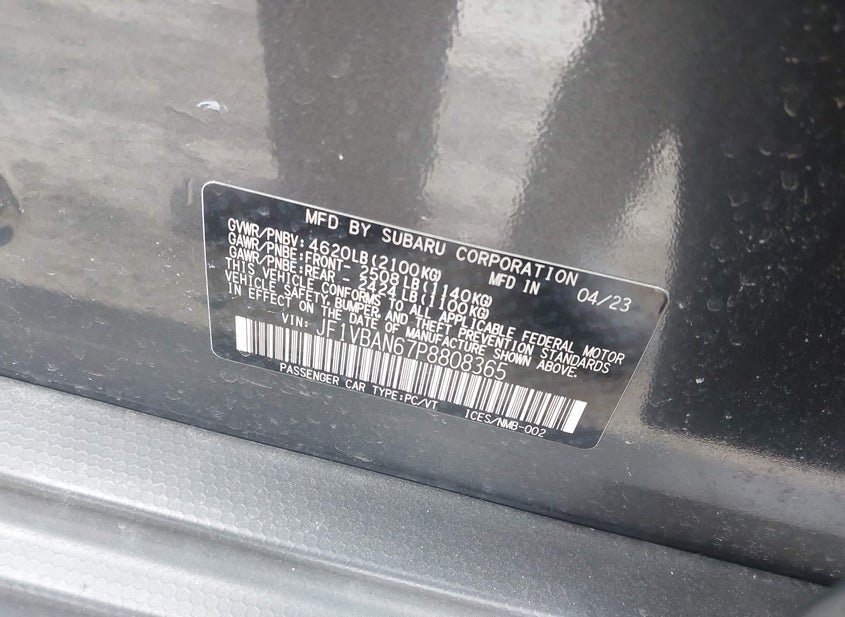 MFD BY SUBARU CORPORATION
GVWR/PNBV: 4620LB(2100KG) MFD IN 04/23
GAWR/PNBE:FRONT- 2508LB(1140KG)
GAWR/PNBE:REAR - 2424LB(1100KG)
THIS VEHICLE CONFORMS TO ALL APPLICABLE FEDERAL MOTOR
VEHICLE SAFETY, BUMPER, AND THEFT PREVENTION STANDARDS
IN EFFECT ON THE DATE OF MANUFACTURE SHOWN ABOVE.
VIN: JF1VBAN67P8808365
PASSENGER CAR TYPE:PC/VT ICES/NMB-002